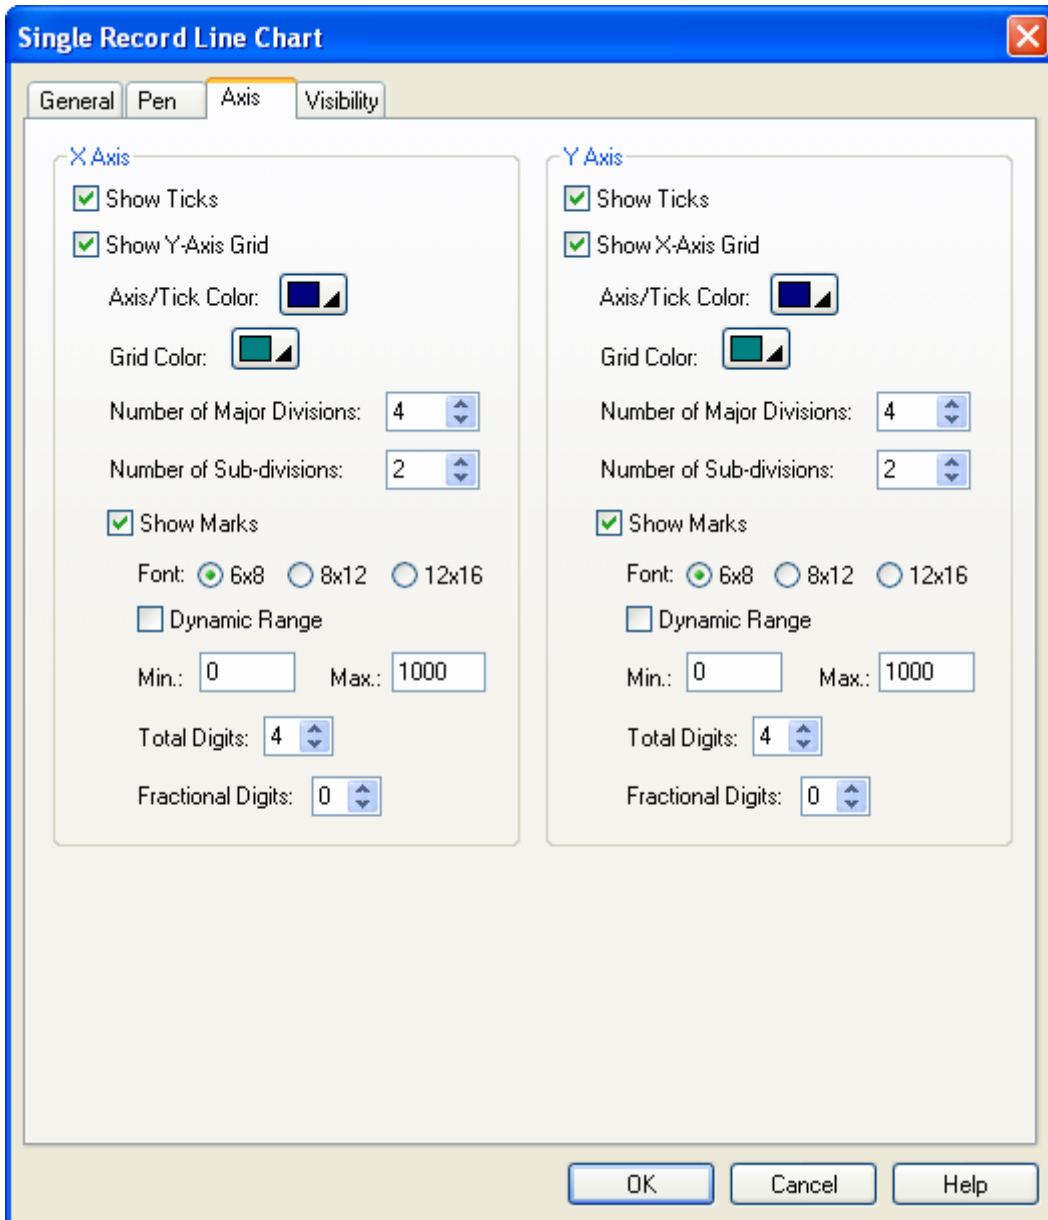 Single Record Line Chart
General Pen Axis Visibility
X Axis
Show Ticks
Show Y-Axis Grid
Axis/Tick Color:
Grid Color:
Number of Major Divisions: 4
Number of Sub-divisions: 2
Show Marks
Font: 6x8 8x12 12x16
Dynamic Range
Min.: 0 Max.: 1000
Total Digits: 4
Fractional Digits: 0
Y Axis
Show Ticks
Show X-Axis Grid
Axis/Tick Color:
Grid Color:
Number of Major Divisions: 4
Number of Sub-divisions: 2
Show Marks
Font: 6x8 8x12 12x16
Dynamic Range
Min.: 0 Max.: 1000
Total Digits: 4
Fractional Digits: 0
OK Cancel Help